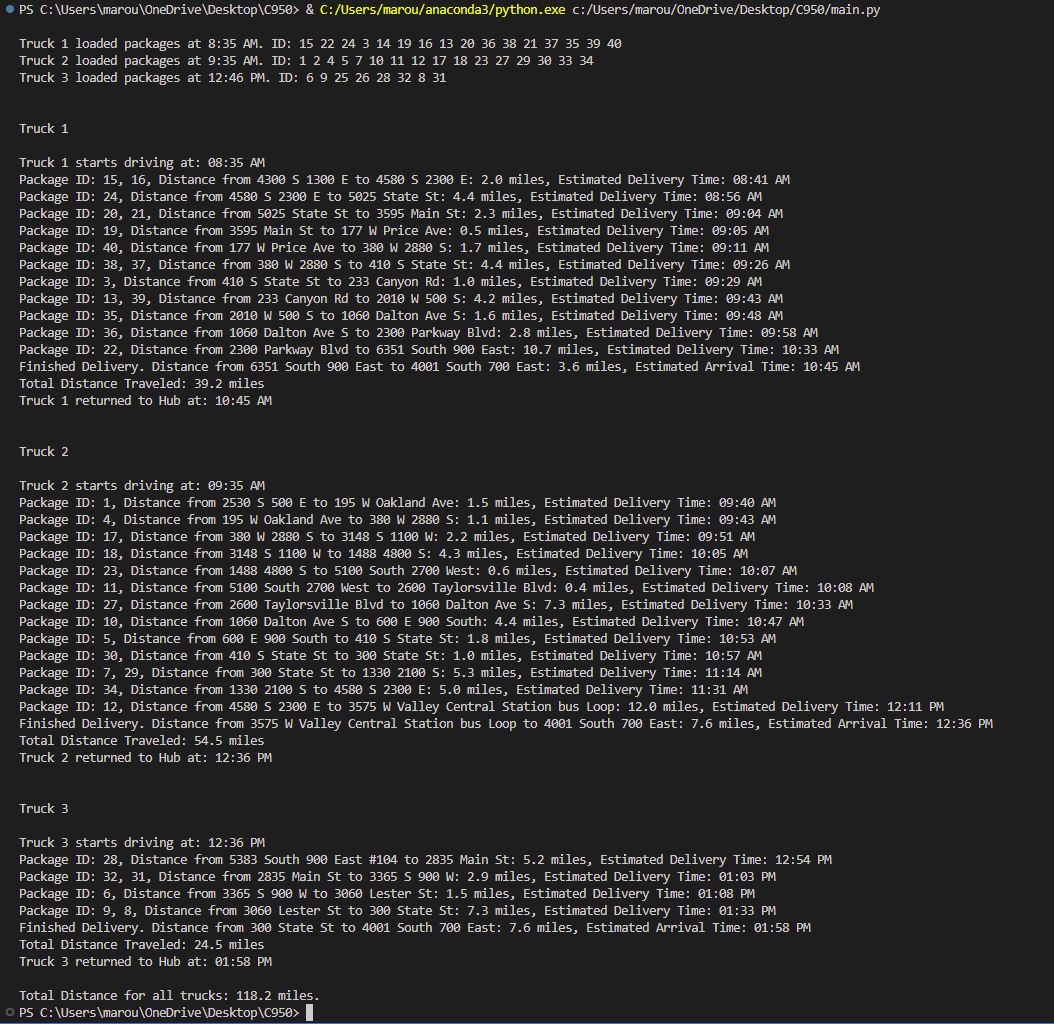 PS C:\Users\marou\OneDrive\Desktop\C950> & C:/Users/marou/anaconda3/python.exe c:/Users/marou/OneDrive/Desktop/C950/main.py
Truck 1 loaded packages at 8:35 AM. ID: 15 22 24 3 14 19 16 13 20 36 38 21 37 35 39 40
Truck 2 loaded packages at 9:35 AM. ID: 1 2 4 5 7 10 11 12 17 18 23 27 29 30 33 34
Truck 3 loaded packages at 12:46 PM. ID: 6 9 25 26 28 32 8 31
Truck 1
Truck 1 starts driving at: 08:35 AM
Package ID: 15, 16, Distance from 4300 S 1300 E to 4580 S 2300 E: 2.0 miles, Estimated Delivery Time: 08:41 AM
Package ID: 24, Distance from 4580 S 2300 E to 5025 State St: 4.4 miles, Estimated Delivery Time: 08:56 AM
Package ID: 20, 21, Distance from 5025 State St to 3595 Main St: 2.3 miles, Estimated Delivery Time: 09:04 AM
Package ID: 19, Distance from 3595 Main St to 177 W Price Ave: 0.5 miles, Estimated Delivery Time: 09:05 AM
Package ID: 40, Distance from 177 W Price Ave to 380 W 2880 S: 1.7 miles, Estimated Delivery Time: 09:11 AM
Package ID: 38, 37, Distance from 380 W 2880 S to 410 S State St: 4.4 miles, Estimated Delivery Time: 09:26 AM
Package ID: 3, Distance from 410 S State St to 233 Canyon Rd: 1.0 miles, Estimated Delivery Time: 09:29 AM
Package ID: 13, 39, Distance from 233 Canyon Rd to 2010 W 500 S: 4.2 miles, Estimated Delivery Time: 09:43 AM
Package ID: 35, Distance from 2010 W 500 S to 1060 Dalton Ave S: 1.6 miles, Estimated Delivery Time: 09:48 AM
Package ID: 36, Distance from 1060 Dalton Ave S to 2300 Parkway Blvd: 2.8 miles, Estimated Delivery Time: 09:58 AM
Package ID: 22, Distance from 2300 Parkway Blvd to 6351 South 900 East: 10.7 miles, Estimated Delivery Time: 10:33 AM
Finished Delivery. Distance from 6351 South 900 East to 4001 South 700 East: 3.6 miles, Estimated Arrival Time: 10:45 AM
Total Distance Traveled: 39.2 miles
Truck 1 returned to Hub at: 10:45 AM
Truck 2
Truck 2 starts driving at: 09:35 AM
Package ID: 1, Distance from 2530 S 500 E to 195 W Oakland Ave: 1.5 miles, Estimated Delivery Time: 09:40 AM
Package ID: 4, Distance from 195 W Oakland Ave to 380 W 2880 S: 1.1 miles, Estimated Delivery Time: 09:43 AM
Package ID: 17, Distance from 380 W 2880 S to 3148 S 1100 W: 2.2 miles, Estimated Delivery Time: 09:51 AM
Package ID: 18, Distance from 3148 S 1100 W to 1488 4800 S: 4.3 miles, Estimated Delivery Time: 10:05 AM
Package ID: 23, Distance from 1488 4800 S to 5100 South 2700 West: 0.6 miles, Estimated Delivery Time: 10:07 AM
Package ID: 11, Distance from 5100 South 2700 West to 2600 Taylorsville Blvd: 0.4 miles, Estimated Delivery Time: 10:08 AM
Package ID: 27, Distance from 2600 Taylorsville Blvd to 1060 Dalton Ave S: 7.3 miles, Estimated Delivery Time: 10:33 AM
Package ID: 10, Distance from 1060 Dalton Ave S to 600 E 900 South: 4.4 miles, Estimated Delivery Time: 10:47 AM
Package ID: 5, Distance from 600 E 900 South to 410 S State St: 1.8 miles, Estimated Delivery Time: 10:53 AM
Package ID: 30, Distance from 410 S State St to 300 State St: 1.0 miles, Estimated Delivery Time: 10:57 AM
Package ID: 7, 29, Distance from 300 State St to 1330 2100 S: 5.3 miles, Estimated Delivery Time: 11:14 AM
Package ID: 34, Distance from 1330 2100 S to 4580 S 2300 E: 5.0 miles, Estimated Delivery Time: 11:31 AM
Package ID: 12, Distance from 4580 S 2300 E to 3575 W Valley Central Station bus Loop: 12.0 miles, Estimated Delivery Time: 12:11 PM
Finished Delivery. Distance from 3575 W Valley Central Station bus Loop to 4001 South 700 East: 7.6 miles, Estimated Arrival Time: 12:36 PM
Total Distance Traveled: 54.5 miles
Truck 2 returned to Hub at: 12:36 PM
Truck 3
Truck 3 starts driving at: 12:36 PM
Package ID: 28, Distance from 5383 South 900 East #104 to 2835 Main St: 5.2 miles, Estimated Delivery Time: 12:54 PM
Package ID: 32, 31, Distance from 2835 Main St to 3365 S 900 W: 2.9 miles, Estimated Delivery Time: 01:03 PM
Package ID: 6, Distance from 3365 S 900 W to 3060 Lester St: 1.5 miles, Estimated Delivery Time: 01:08 PM
Package ID: 9, 8, Distance from 3060 Lester St to 300 State St: 7.3 miles, Estimated Delivery Time: 01:33 PM
Finished Delivery. Distance from 300 State St to 4001 South 700 East: 7.6 miles, Estimated Arrival Time: 01:58 PM
Total Distance Traveled: 24.5 miles
Truck 3 returned to Hub at: 01:58 PM
Total Distance for all trucks: 118.2 miles.
PS C:\Users\marou\OneDrive\Desktop\C950>